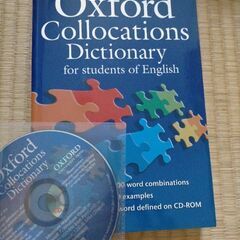 Oxford
Collocations
Dictionary
for students of English
00 word combinations
examples
word defined on CD-ROM
Oxford
Collocations
Dictionary
OXFORD